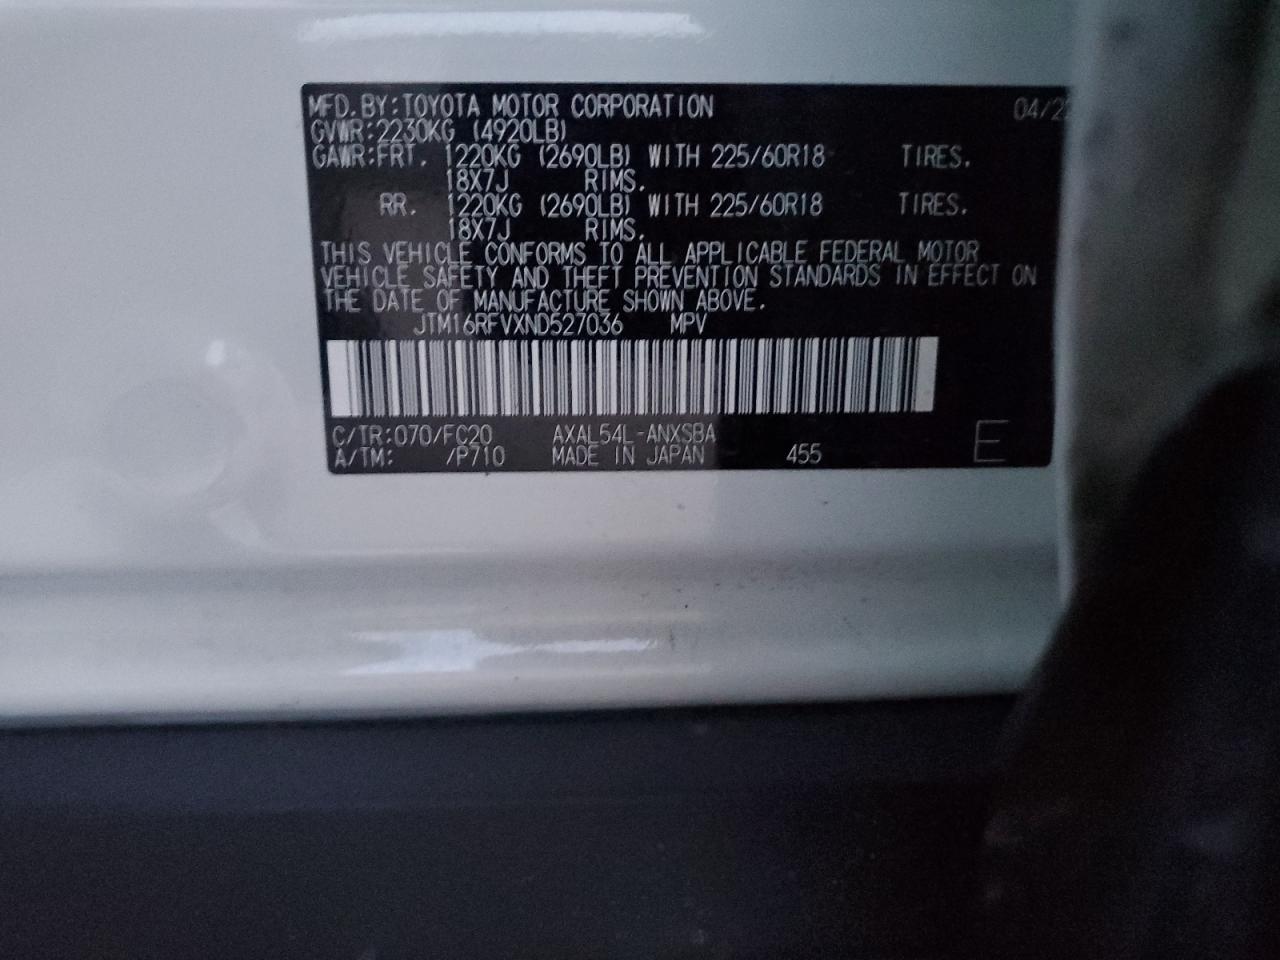 MFD. BY: TOYOTA MOTOR CORPORATION 04/22
GVWR: 2230KG (4920LB)
GAWR: FRT. 1220KG (2690LB) WITH 225/60R18 TIRES.
18X7J RIMS.
RR. 1220KG (2690LB) WITH 225/60R18 TIRES.
18X7J RIMS.
THIS VEHICLE CONFORMS TO ALL APPLICABLE FEDERAL MOTOR
VEHICLE SAFETY AND THEFT PREVENTION STANDARDS IN EFFECT ON
THE DATE OF MANUFACTURE SHOWN ABOVE.
JTM16RFVXND527036 MPV
C/TR: 070/FC20 AXAL54L-ANXSBA
A/TM: /P710 MADE IN JAPAN 455 E